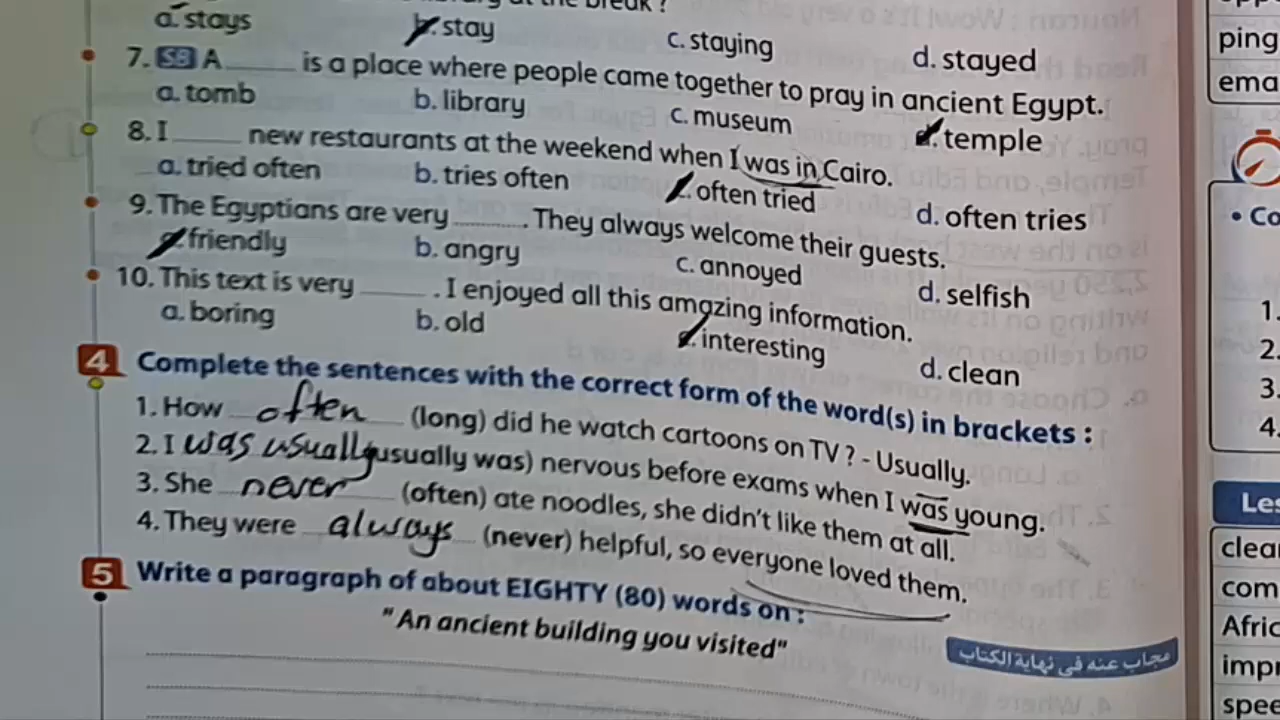 at the break ?
a. stays b. stay c. staying d. stayed
7. SB A ______ is a place where people came together to pray in ancient Egypt.
a. tomb b. library c. museum d. temple
8. I ______ new restaurants at the weekend when I was in Cairo.
a. tried often b. tries often c. often tried d. often tries
9. The Egyptians are very ______. They always welcome their guests.
a. friendly b. angry c. annoyed d. selfish
10. This text is very ______. I enjoyed all this amazing information.
a. boring b. old c. interesting d. clean
4 Complete the sentences with the correct form of the word(s) in brackets :
1. How often (long) did he watch cartoons on TV ? - Usually.
2. I was usually (usually was) nervous before exams when I was young.
3. She never (often) ate noodles, she didn't like them at all.
4. They were always (never) helpful, so everyone loved them.
5 Write a paragraph of about EIGHTY (80) words on :
"An ancient building you visited"
مجاب عنه فى نهاية الكتاب
ping
ema
• Co
1.
2.
3.
4.
Les
clea
com
Afric
impr
spee